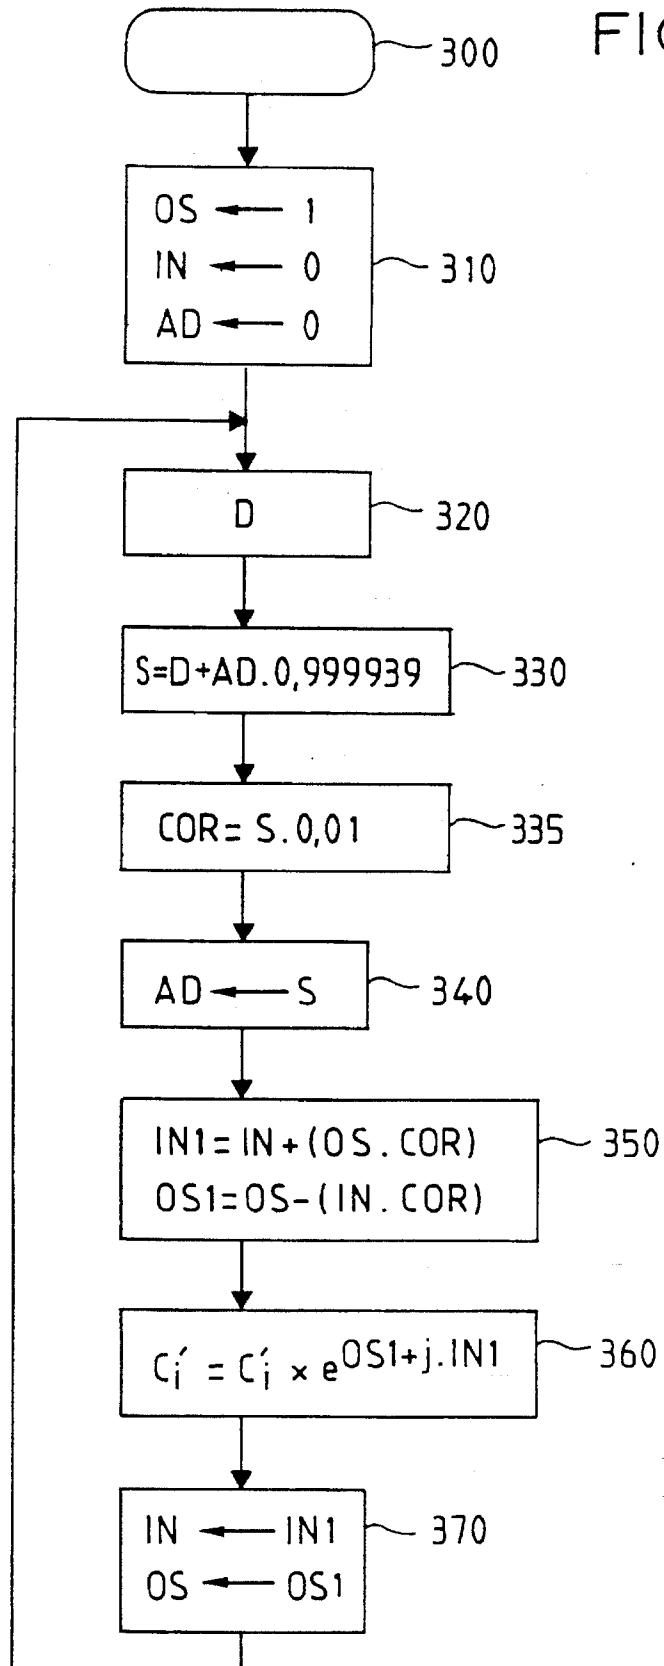 FIG
300
OS ← 1
IN ← 0
AD ← 0
310
D
320
S=D+AD.0,999939
330
COR= S.0,01
335
AD ← S
340
IN1=IN+(OS.COR)
OS1=OS-(IN.COR)
350
C′i = C′i × e^OS1+j.IN1
360
IN ← IN1
OS ← OS1
370